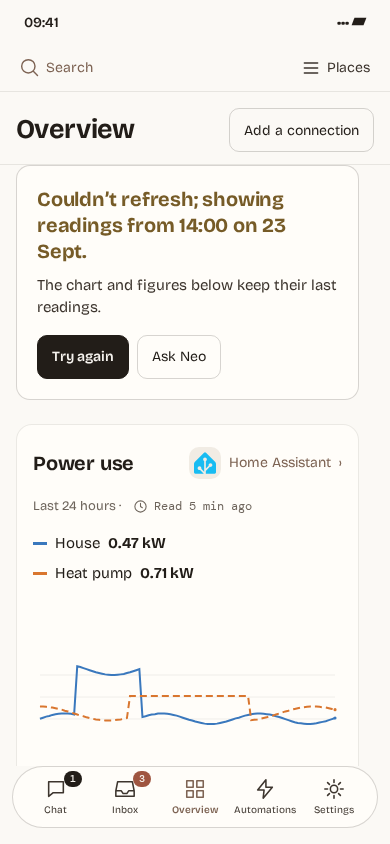 09:41
Search
Places
Overview
Add a connection
Couldn’t refresh; showing
readings from 14:00 on 23
Sept.
The chart and figures below keep their last
readings.
Try again
Ask Neo
Power use
Home Assistant ›
Last 24 hours · Read 5 min ago
House 0.47 kW
Heat pump 0.71 kW
1
3
Chat
Inbox
Overview
Automations
Settings